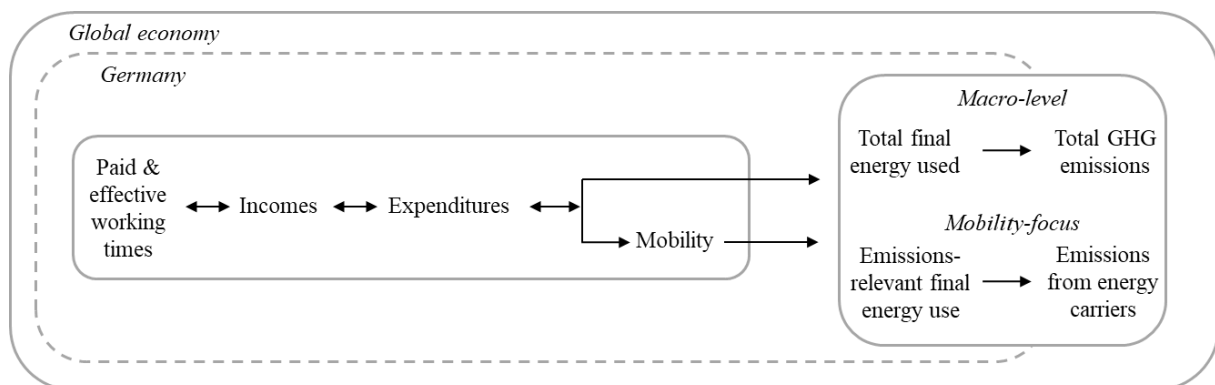 Global economy
Germany
Paid &
effective
working
times
Incomes
Expenditures
Mobility
Macro-level
Total final
energy used
Total GHG
emissions
Mobility-focus
Emissions-
relevant final
energy use
Emissions
from energy
carriers